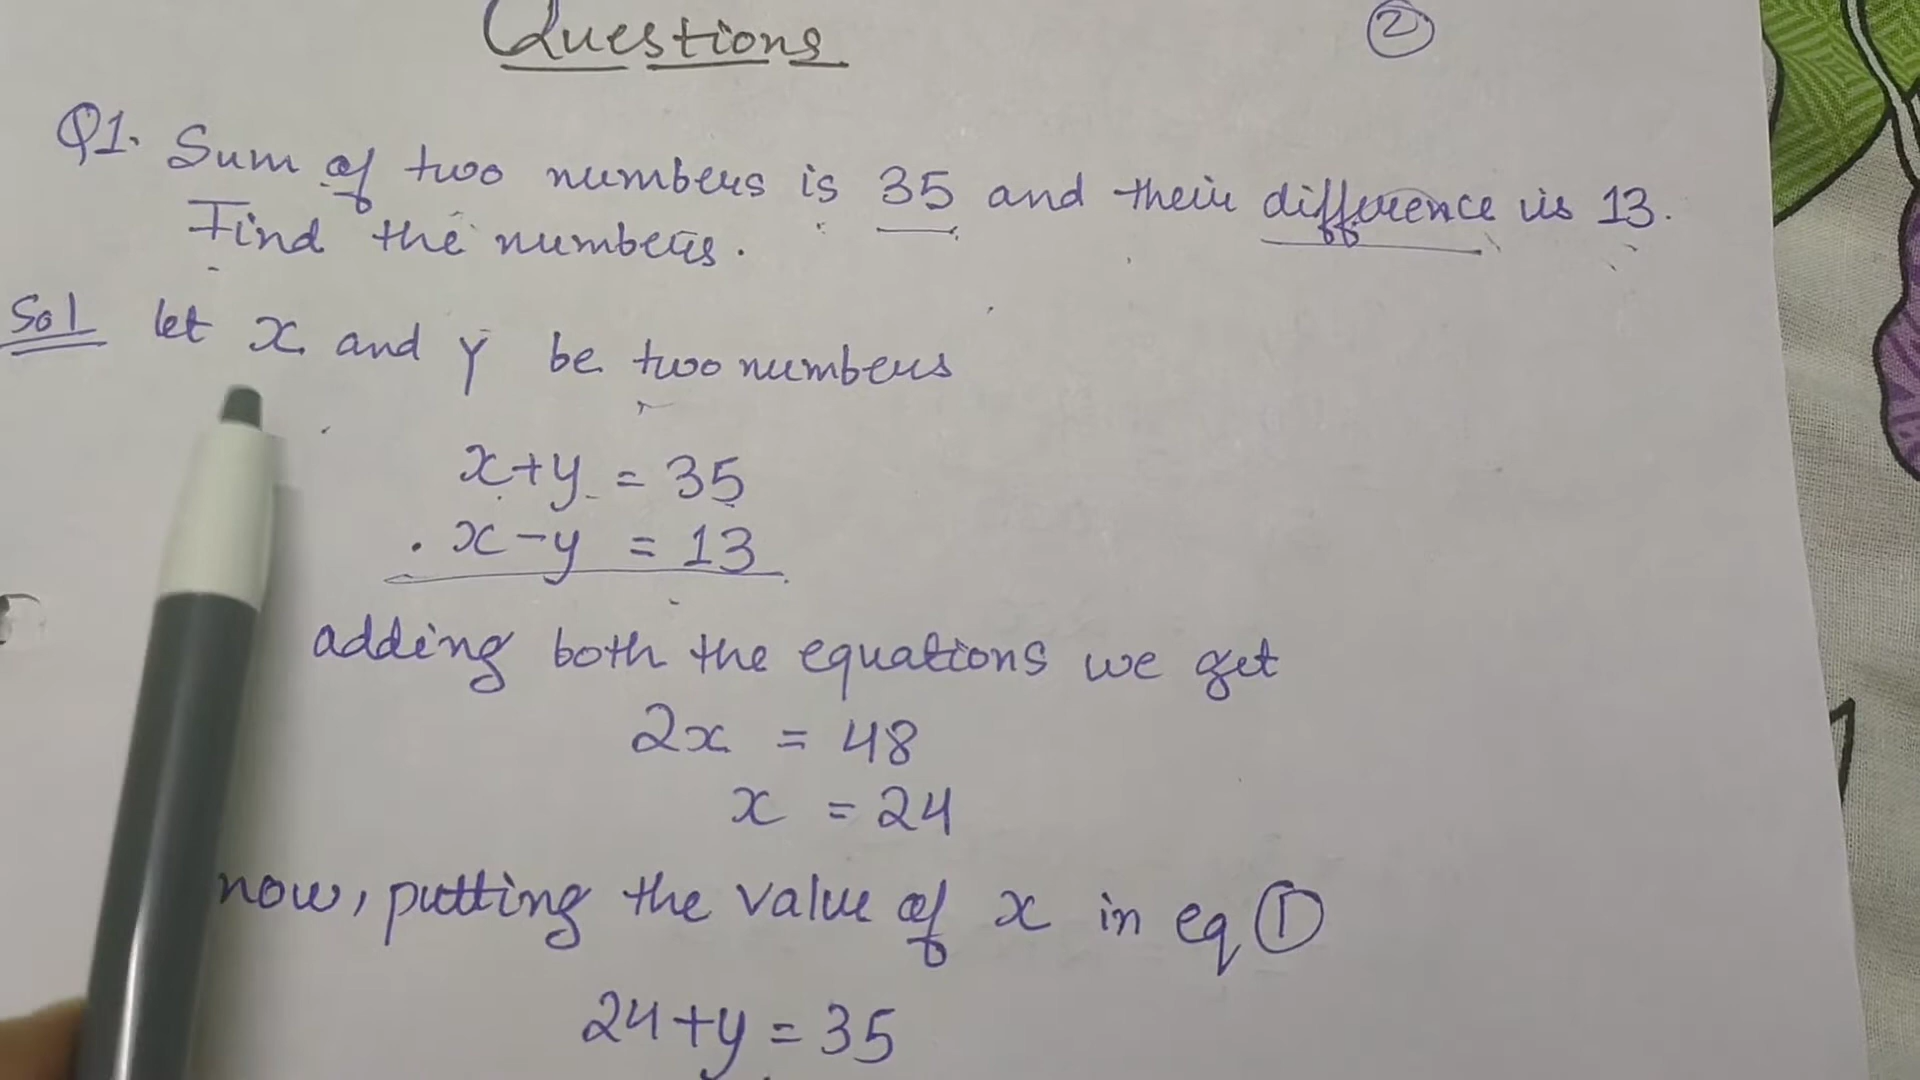 Questions
②
Q1. Sum of two numbers is 35 and their difference is 13.
Find the numbers.
Sol let x and y be two numbers
x+y = 35
x-y = 13
adding both the equations we get
2x = 48
x = 24
now, putting the value of x in eq ①
24+y = 35